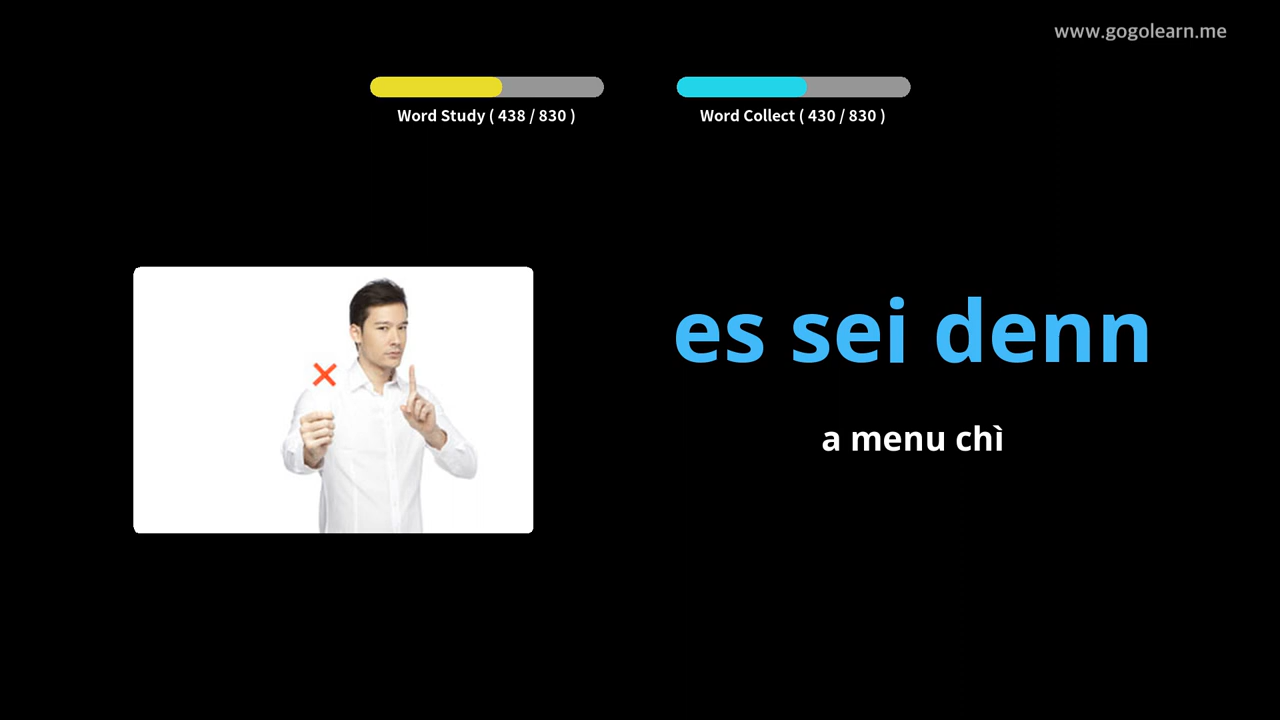 www.gogolearn.me
Word Study ( 438 / 830 )
Word Collect ( 430 / 830 )
es sei denn
a menu chì